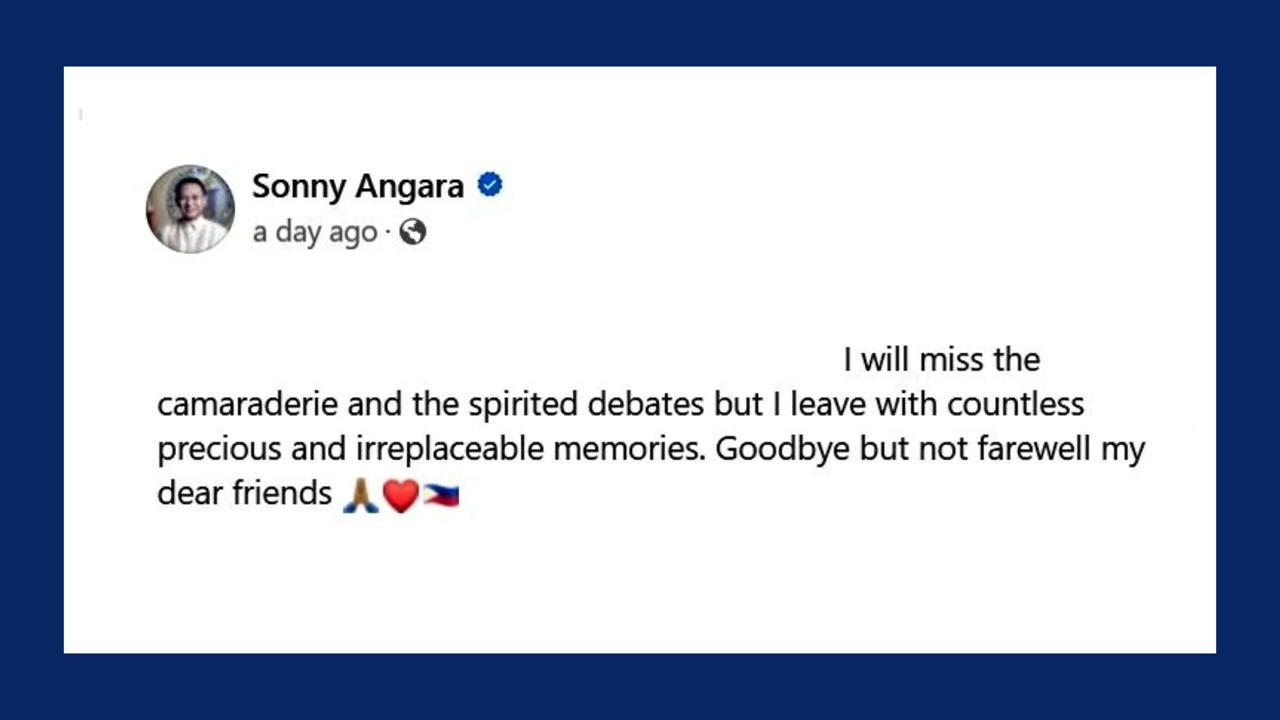 Sonny Angara
a day ago ·
I will miss the
camaraderie and the spirited debates but I leave with countless
precious and irreplaceable memories. Goodbye but not farewell my
dear friends 🙏🏾❤️🇵🇭